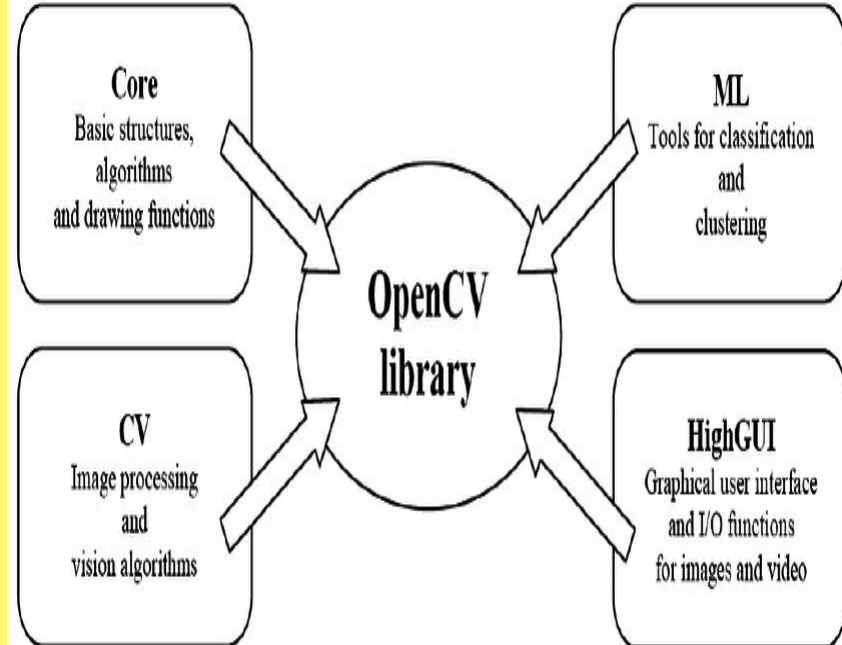 Core
Basic structures,
algorithms
and drawing functions
ML
Tools for classification
and
clustering
OpenCV
library
CV
Image processing
and
vision algorithms
HighGUI
Graphical user interface
and I/O functions
for images and video